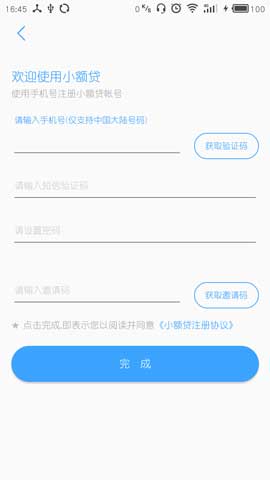 16:45 0 K/s 100
欢迎使用小额贷
使用手机号注册小额贷帐号
请输入手机号(仅支持中国大陆号码)
获取验证码
请输入短信验证码
请设置密码
请输入邀请码
获取邀请码
★ 点击完成,即表示您以阅读并同意《小额贷注册协议》
完 成